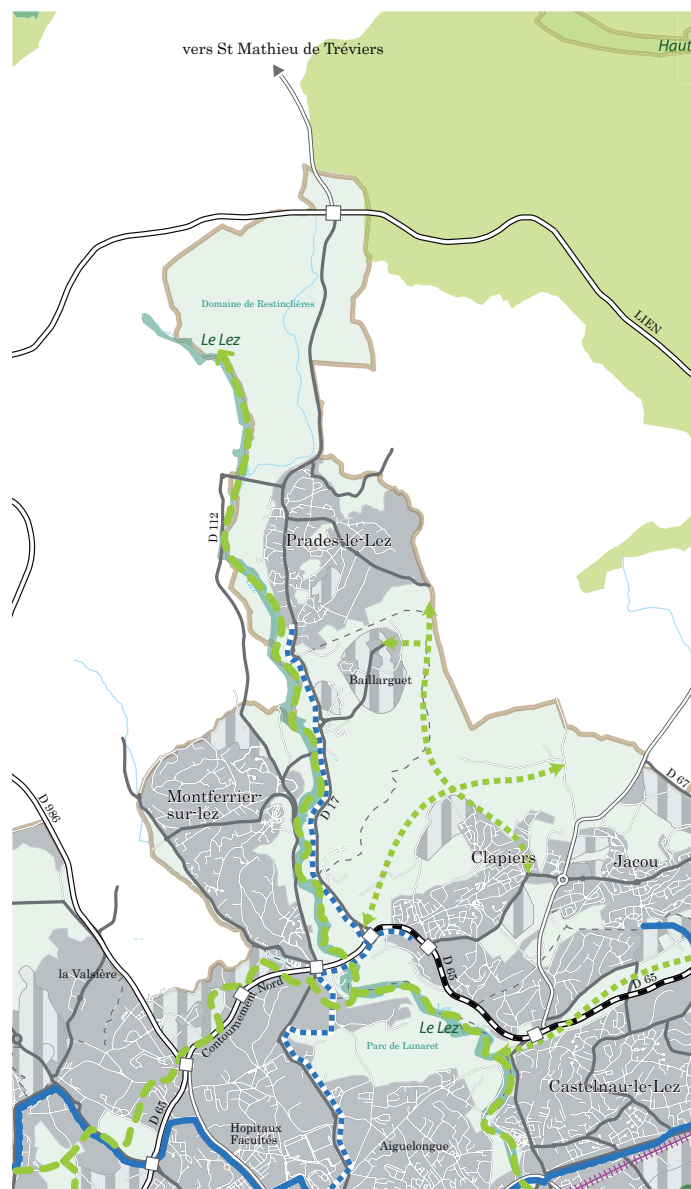 vers St Mathieu de Tréviers
Haut
Domaine de Restinchères
LIEN
Le Lez
D 112
Prades-le-Lez
Baillarguet
D 67
D 986
Montferrier-
sur-lez
D 17
Clapiers
Jacou
la Valsière
D 65
D 65
Contournement Nord
Le Lez
Parc de Lunaret
Castelnau-le-Lez
D 65
Hopitaux
Facultés
Aiguelongue